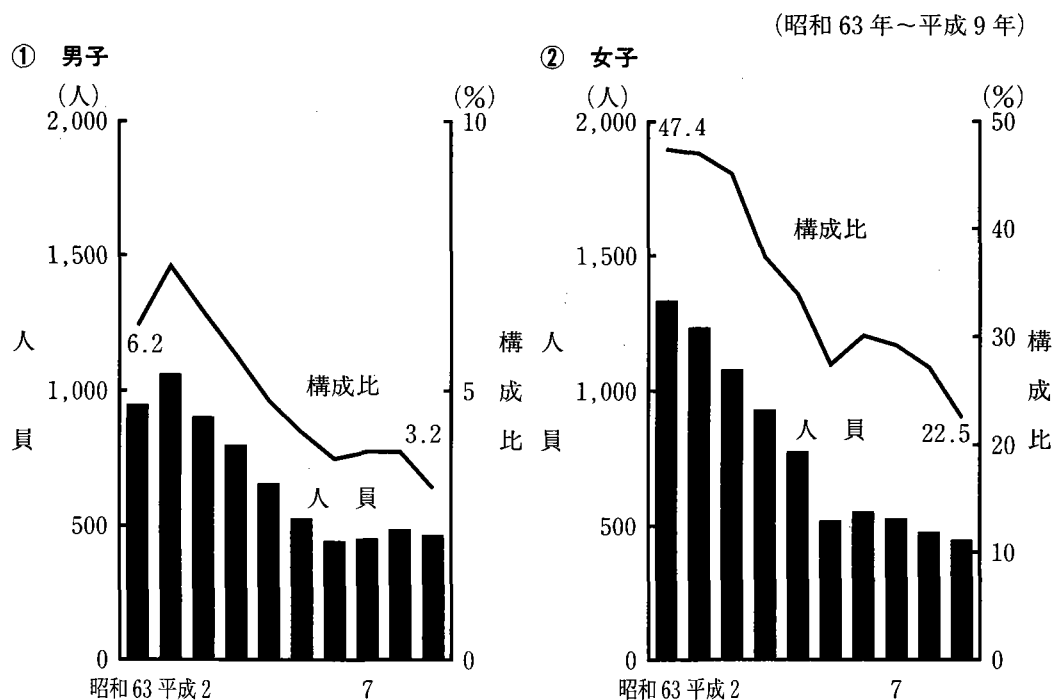 (昭和63年～平成9年)
① 男子
(人)
(%)
2,000
1,500
1,000
500
0
10
5
0
人員
構成比
6.2
構成比
3.2
人員
昭和63 平成2 7
② 女子
(人)
(%)
2,000
1,500
1,000
500
0
50
40
30
20
10
0
人員
構成比
47.4
構成比
人員
22.5
昭和63 平成2 7